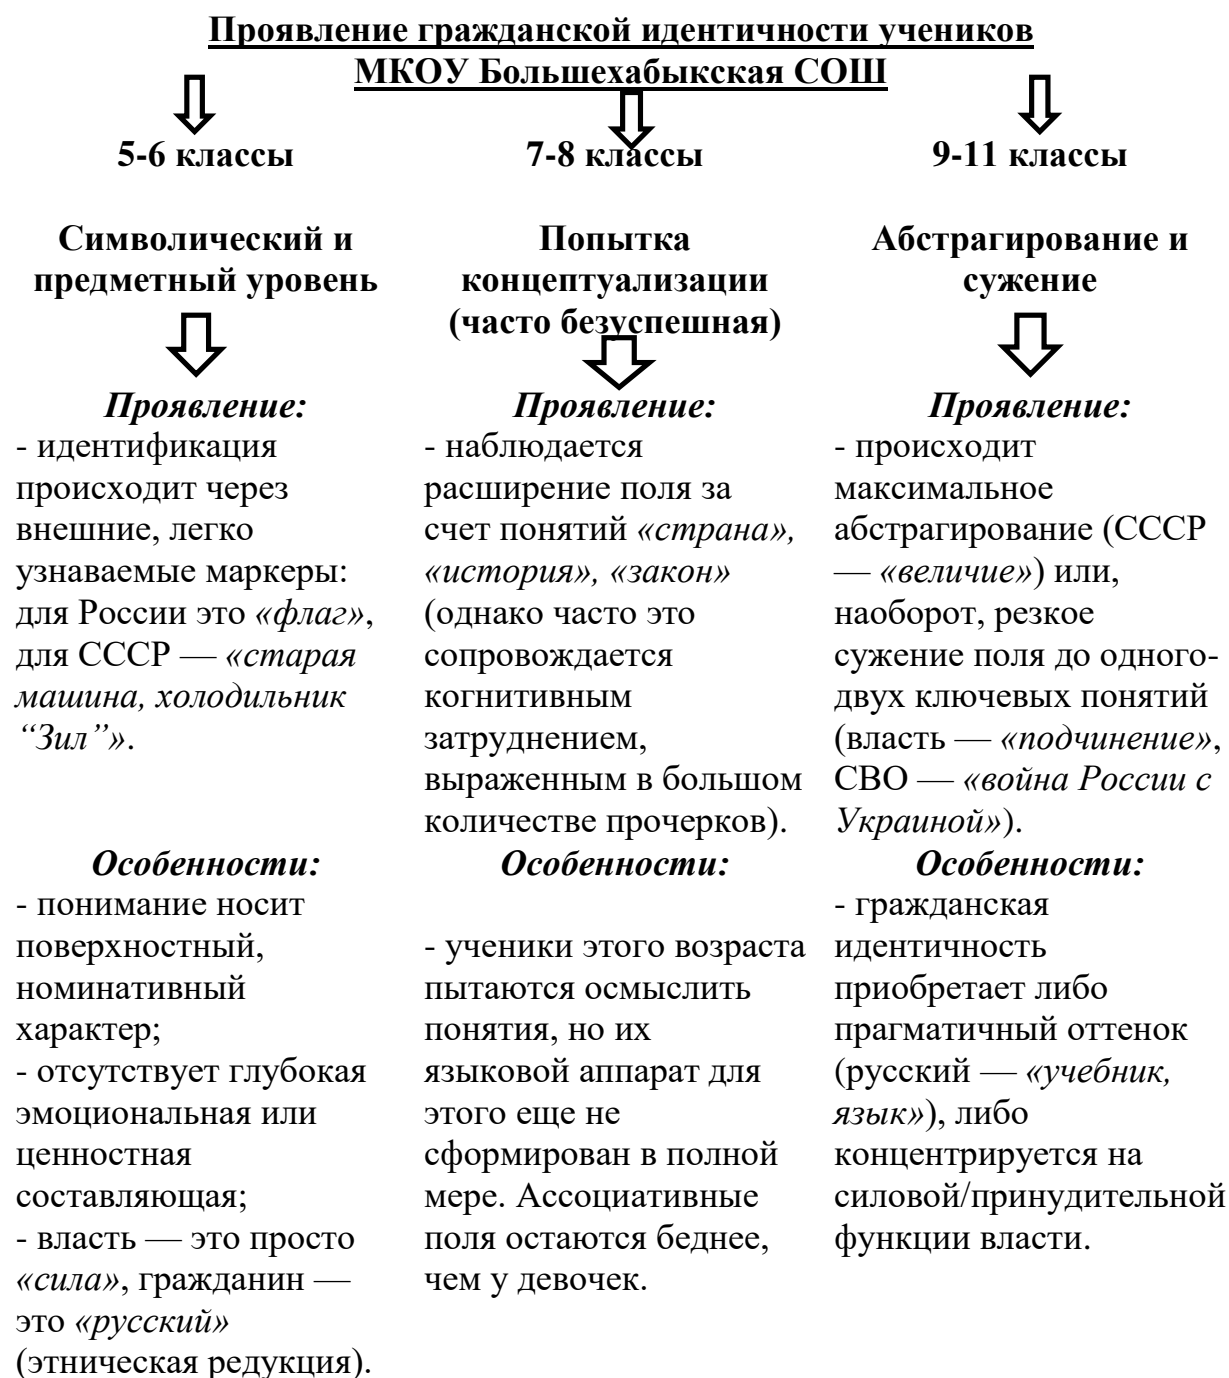 Проявление гражданской идентичности учеников
МКОУ Большехабыкская СОШ
5-6 классы
Символический и
предметный уровень
Проявление:
- идентификация
происходит через
внешние, легко
узнаваемые маркеры:
для России это «флаг»,
для СССР — «старая
машина, холодильник
“Зил”».
Особенности:
- понимание носит
поверхностный,
номинативный
характер;
- отсутствует глубокая
эмоциональная или
ценностная
составляющая;
- власть — это просто
«сила», гражданин —
это «русский»
(этническая редукция).
7-8 классы
Попытка
концептуализации
(часто безуспешная)
Проявление:
- наблюдается
расширение поля за
счет понятий «страна»,
«история», «закон»
(однако часто это
сопровождается
когнитивным
затруднением,
выраженным в большом
количестве прочерков).
Особенности:
- ученики этого возраста
пытаются осмыслить
понятия, но их
языковой аппарат для
этого еще не
сформирован в полной
мере. Ассоциативные
поля остаются беднее,
чем у девочек.
9-11 классы
Абстрагирование и
сужение
Проявление:
- происходит
максимальное
абстрагирование (СССР
— «величие») или,
наоборот, резкое
сужение поля до одного-
двух ключевых понятий
(власть — «подчинение»,
СВО — «война России с
Украиной»).
Особенности:
- гражданская
идентичность
приобретает либо
прагматичный оттенок
(русский — «учебник,
язык»), либо
концентрируется на
силовой/принудительной
функции власти.